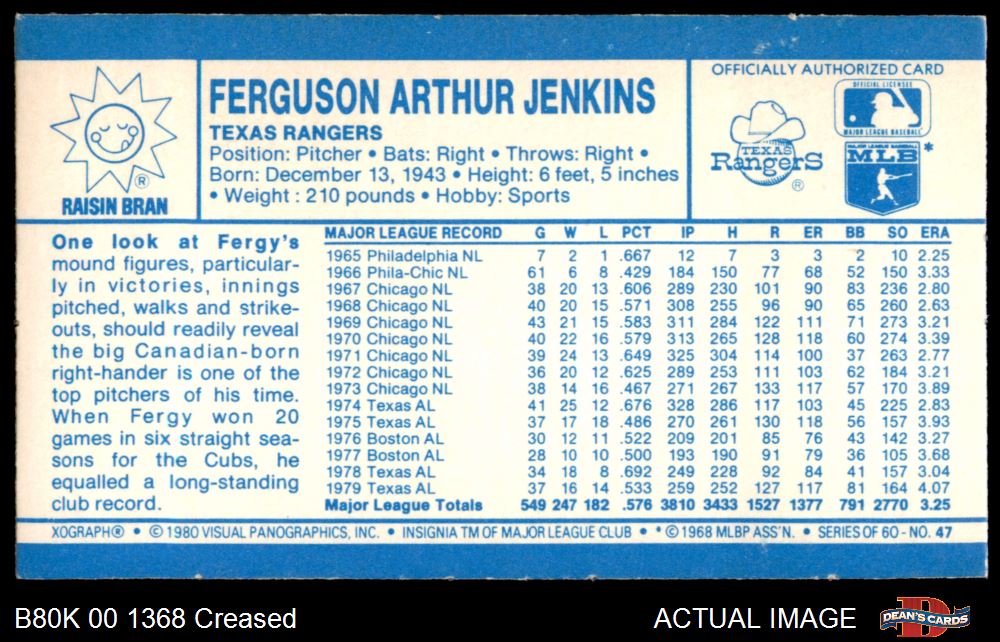 FERGUSON ARTHUR JENKINS
TEXAS RANGERS
Position: Pitcher • Bats: Right • Throws: Right •
Born: December 13, 1943 • Height: 6 feet, 5 inches
• Weight : 210 pounds • Hobby: Sports
®
RAISIN BRAN
OFFICIALLY AUTHORIZED CARD
TEXAS
RangerS
®
OFFICIAL LICENSEE
MAJOR LEAGUE BASEBALL
MAJOR LEAGUE BASEBALL
MLB *
One look at Fergy's
mound figures, particular-
ly in victories, innings
pitched, walks and strike-
outs, should readily reveal
the big Canadian-born
right-hander is one of the
top pitchers of his time.
When Fergy won 20
games in six straight sea-
sons for the Cubs, he
equalled a long-standing
club record.
MAJOR LEAGUE RECORD G W L PCT IP H R ER BB SO ERA
1965 Philadelphia NL 7 2 1 .667 12 7 3 3 2 10 2.25
1966 Phila-Chic NL 61 6 8 .429 184 150 77 68 52 150 3.33
1967 Chicago NL 38 20 13 .606 289 230 101 90 83 236 2.80
1968 Chicago NL 40 20 15 .571 308 255 96 90 65 260 2.63
1969 Chicago NL 43 21 15 .583 311 284 122 111 71 273 3.21
1970 Chicago NL 40 22 16 .579 313 265 128 118 60 274 3.39
1971 Chicago NL 39 24 13 .649 325 304 114 100 37 263 2.77
1972 Chicago NL 36 20 12 .625 289 253 111 103 62 184 3.21
1973 Chicago NL 38 14 16 .467 271 267 133 117 57 170 3.89
1974 Texas AL 41 25 12 .676 328 286 117 103 45 225 2.83
1975 Texas AL 37 17 18 .486 270 261 130 118 56 157 3.93
1976 Boston AL 30 12 11 .522 209 201 85 76 43 142 3.27
1977 Boston AL 28 10 10 .500 193 190 91 79 36 105 3.68
1978 Texas AL 34 18 8 .692 249 228 92 84 41 157 3.04
1979 Texas AL 37 16 14 .533 259 252 127 117 81 164 4.07
Major League Totals 549 247 182 .576 3810 3433 1527 1377 791 2770 3.25
XOGRAPH® • © 1980 VISUAL PANOGRAPHICS, INC. • INSIGNIA TM OF MAJOR LEAGUE CLUB • *©1968 MLBP ASS'N. • SERIES OF 60 - NO. 47
B80K 00 1368 Creased
ACTUAL IMAGE
DEAN'S CARDS